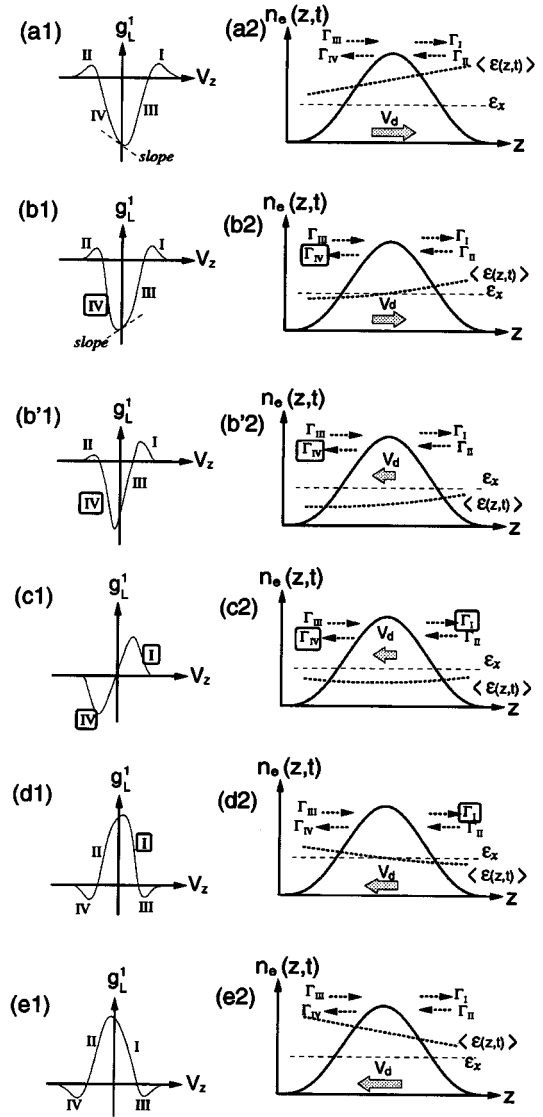 (a1) g_L^1
II I
V_z
IV III
slope
(a2) n_e (z,t)
Γ_III Γ_I
Γ_IV Γ_II
⟨ε(z,t)⟩
ε_x
V_d
z
(b1) g_L^1
II I
V_z
IV III
slope
(b2) n_e (z,t)
Γ_III Γ_I
Γ_IV Γ_II
⟨ε(z,t)⟩
ε_x
V_d
z
(b'1) g_L^1
II I
V_z
IV III
(b'2) n_e (z,t)
Γ_III Γ_I
Γ_IV Γ_II
V_d
ε_x
⟨ε(z,t)⟩
z
(c1) g_L^1
I
V_z
IV
(c2) n_e (z,t)
Γ_III Γ_I
Γ_IV Γ_II
V_d
ε_x
⟨ε(z,t)⟩
z
(d1) g_L^1
II I
V_z
IV III
(d2) n_e (z,t)
Γ_III Γ_I
Γ_IV Γ_II
ε_x
⟨ε(z,t)⟩
V_d
z
(e1) g_L^1
II I
V_z
IV III
(e2) n_e (z,t)
Γ_III Γ_I
Γ_IV Γ_II
⟨ε(z,t)⟩
ε_x
V_d
z